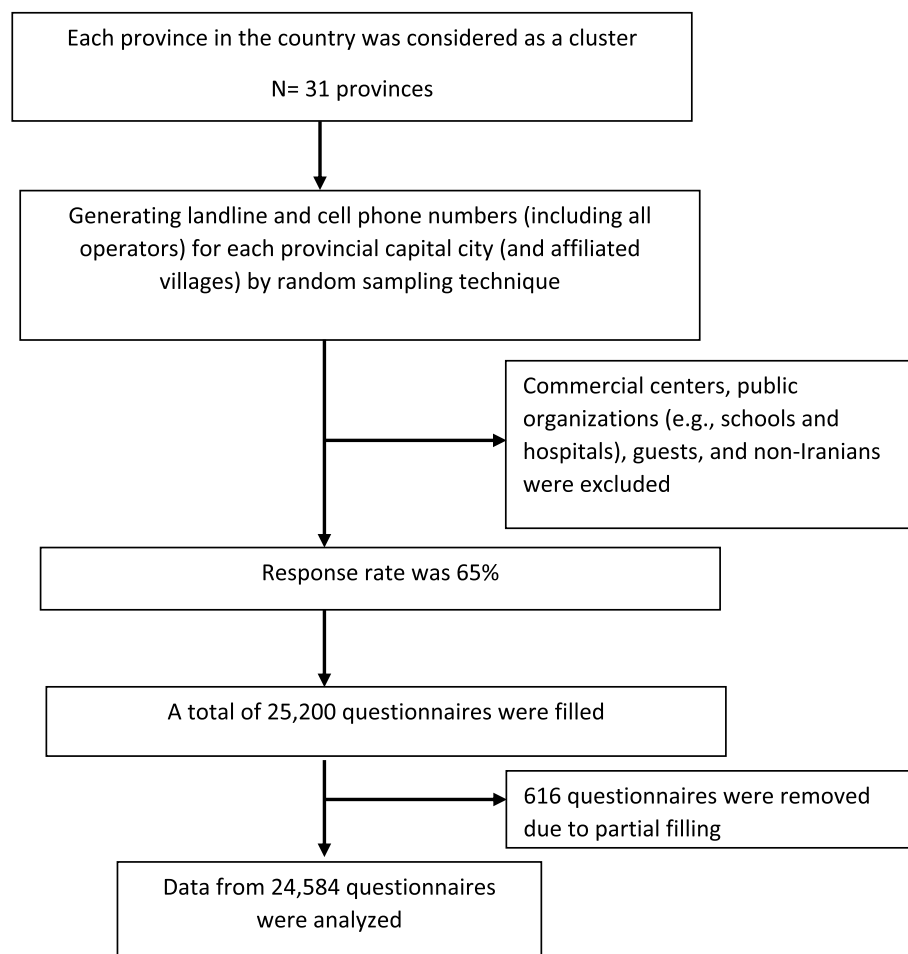 Each province in the country was considered as a cluster
N= 31 provinces
Generating landline and cell phone numbers (including all
operators) for each provincial capital city (and affiliated
villages) by random sampling technique
Commercial centers, public
organizations (e.g., schools and
hospitals), guests, and non-Iranians
were excluded
Response rate was 65%
A total of 25,200 questionnaires were filled
616 questionnaires were removed
due to partial filling
Data from 24,584 questionnaires
were analyzed